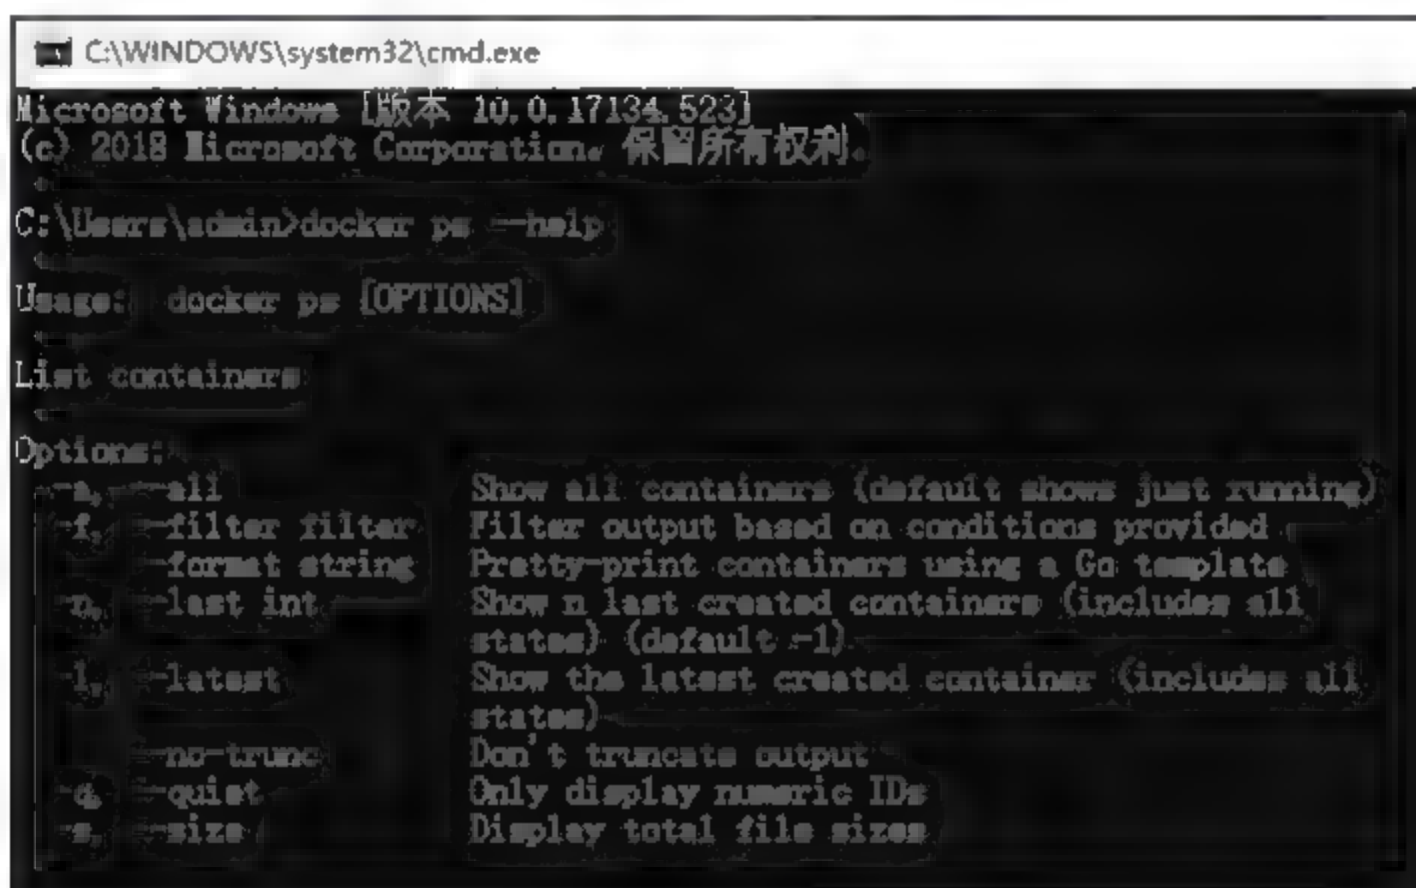 C:\WINDOWS\system32\cmd.exe
Microsoft Windows [版本 10.0.17134.523]
(c) 2018 Microsoft Corporation。保留所有权利。
C:\Users\admin>docker ps --help
Usage:  docker ps [OPTIONS]
List containers
Options:
-a, --all Show all containers (default shows just running)
-f, --filter filter Filter output based on conditions provided
--format string Pretty-print containers using a Go template
-n, --last int Show n last created containers (includes all
states) (default -1)
-l, --latest Show the latest created container (includes all
states)
--no-trunc Don't truncate output
-q, --quiet Only display numeric IDs
-s, --size Display total file sizes